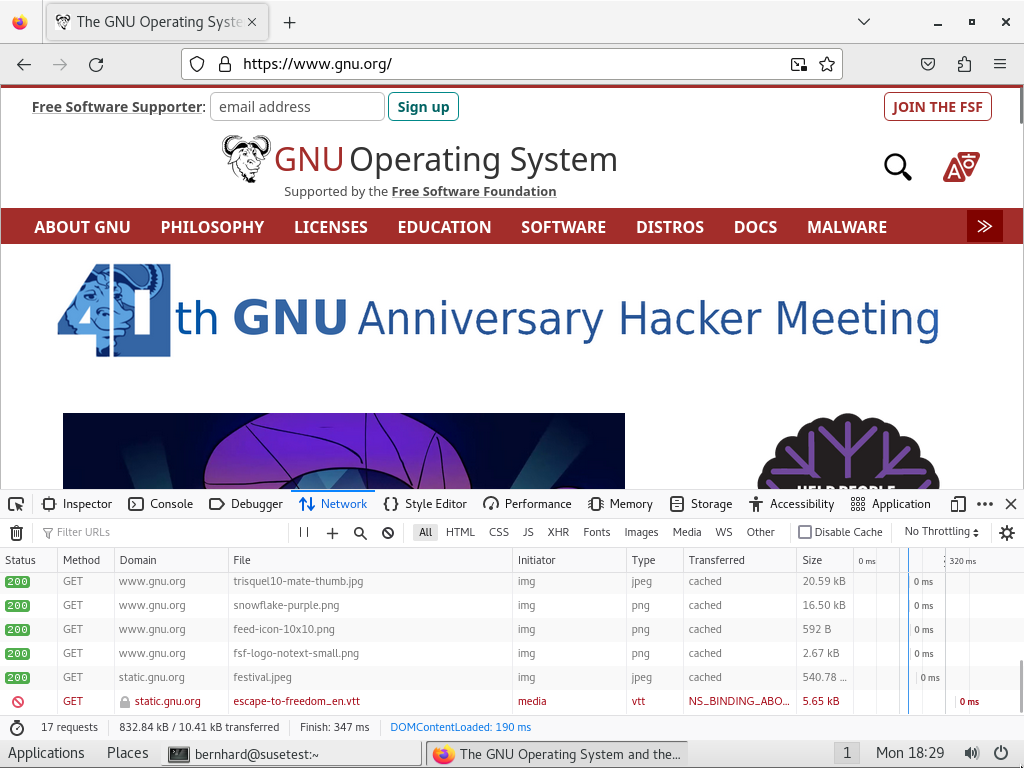 The GNU Operating Syste
https://www.gnu.org/
Free Software Supporter: email address Sign up JOIN THE FSF
GNU Operating System
Supported by the Free Software Foundation
ABOUT GNU PHILOSOPHY LICENSES EDUCATION SOFTWARE DISTROS DOCS MALWARE
40th GNU Anniversary Hacker Meeting
HELP PEOPLE
Inspector Console Debugger Network Style Editor Performance Memory Storage Accessibility Application
Filter URLs All HTML CSS JS XHR Fonts Images Media WS Other Disable Cache No Throttling
Status Method Domain File Initiator Type Transferred Size 0 ms 320 ms
200 GET www.gnu.org trisquel10-mate-thumb.jpg img jpeg cached 20.59 kB 0 ms
200 GET www.gnu.org snowflake-purple.png img png cached 16.50 kB 0 ms
200 GET www.gnu.org feed-icon-10x10.png img png cached 592 B 0 ms
200 GET www.gnu.org fsf-logo-notext-small.png img png cached 2.67 kB 0 ms
200 GET static.gnu.org festival.jpeg img jpeg cached 540.78 ... 0 ms
GET static.gnu.org escape-to-freedom_en.vtt media vtt NS_BINDING_ABO... 5.65 kB 0 ms
17 requests 832.84 kB / 10.41 kB transferred Finish: 347 ms DOMContentLoaded: 190 ms
Applications Places bernhard@susetest:~ The GNU Operating System and the... 1 Mon 18:29